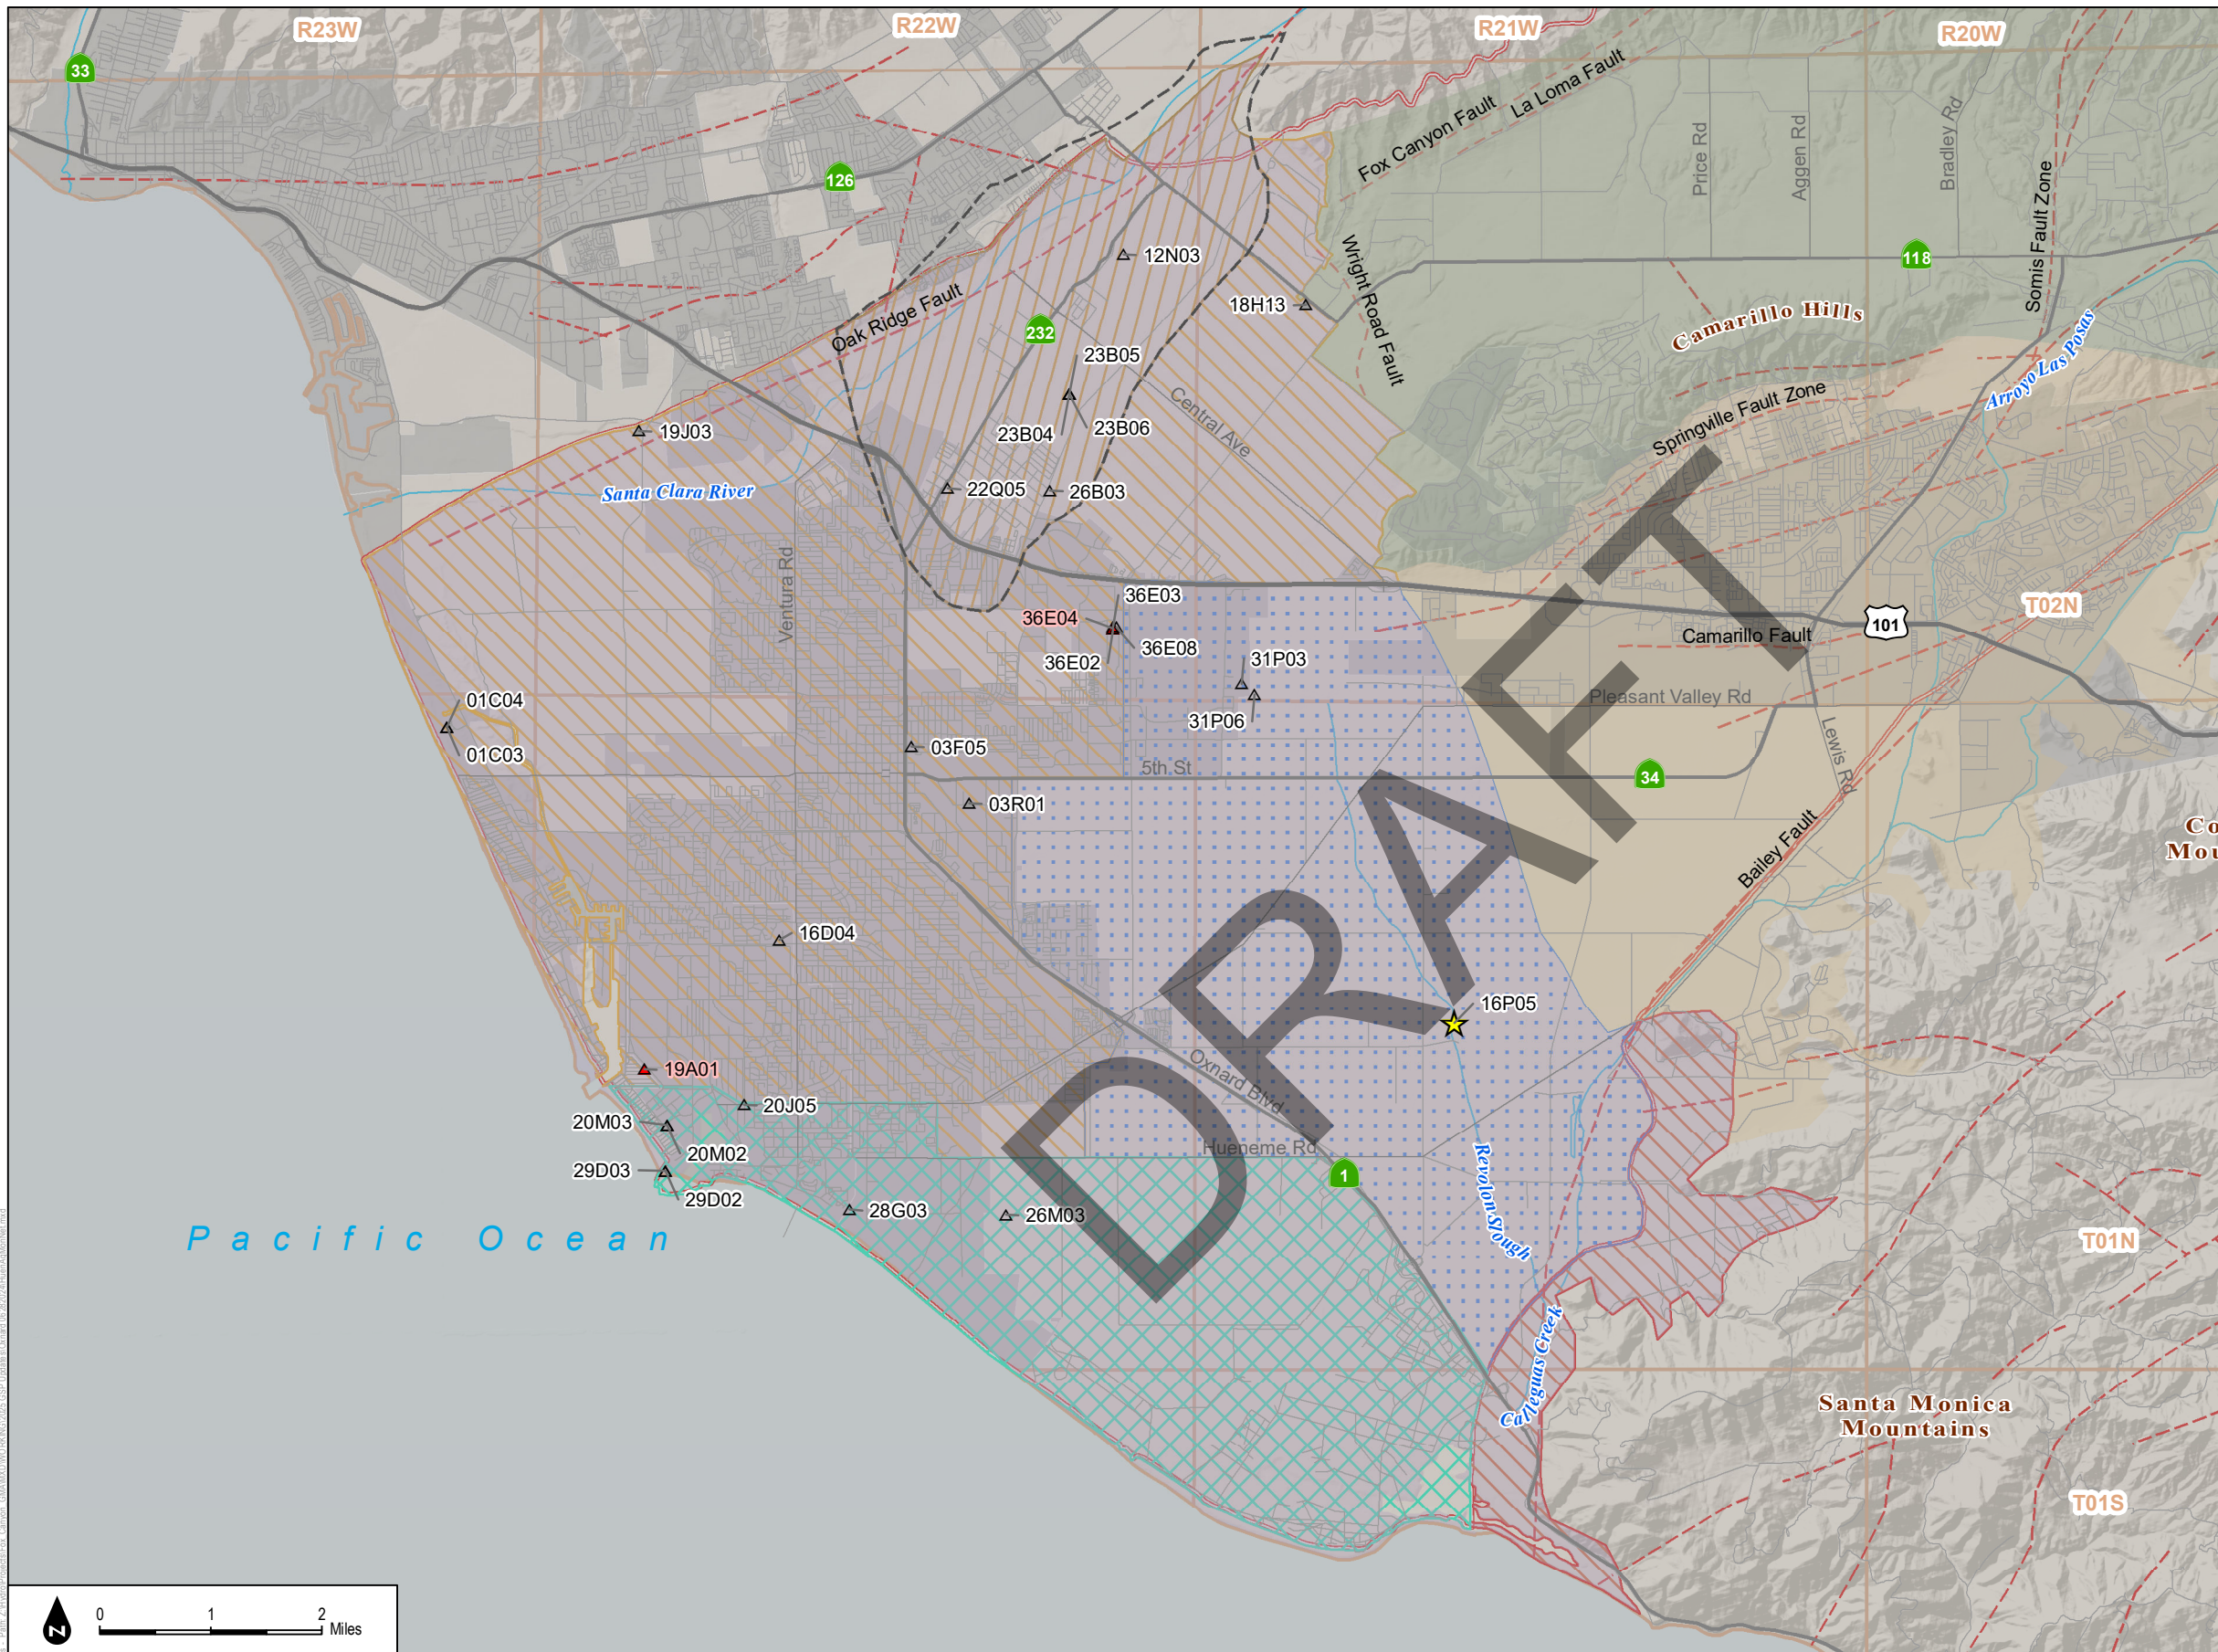 R23W
R22W
R21W
R20W
33
126
La Loma Fault
Fox Canyon Fault
Price Rd
Aggen Rd
Bradley Rd
Somis Fault Zone
118
12N03
18H13
Wright Road Fault
Camarillo Hills
Arroyo Las Posas
Oak Ridge Fault
232
23B05
23B04
23B06
Central Ave
Springville Fault Zone
19J03
Santa Clara River
22Q05
26B03
Ventura Rd
36E03
36E04
36E08
36E02
T02N
101
Camarillo Fault
31P03
31P06
Pleasant Valley Rd
Lewis Rd
01C04
01C03
03F05
5th St
34
03R01
Bailey Fault
Co
Mou
16D04
16P05
DRAFT
19A01
Oxnard Blvd
20J05
20M03
20M02
Hueneme Rd
1
29D03
29D02
28G03
26M03
Revolon Slough
Pacific Ocean
T01N
Calleguas Creek
Santa Monica
Mountains
T01S
N
0 1 2
Miles